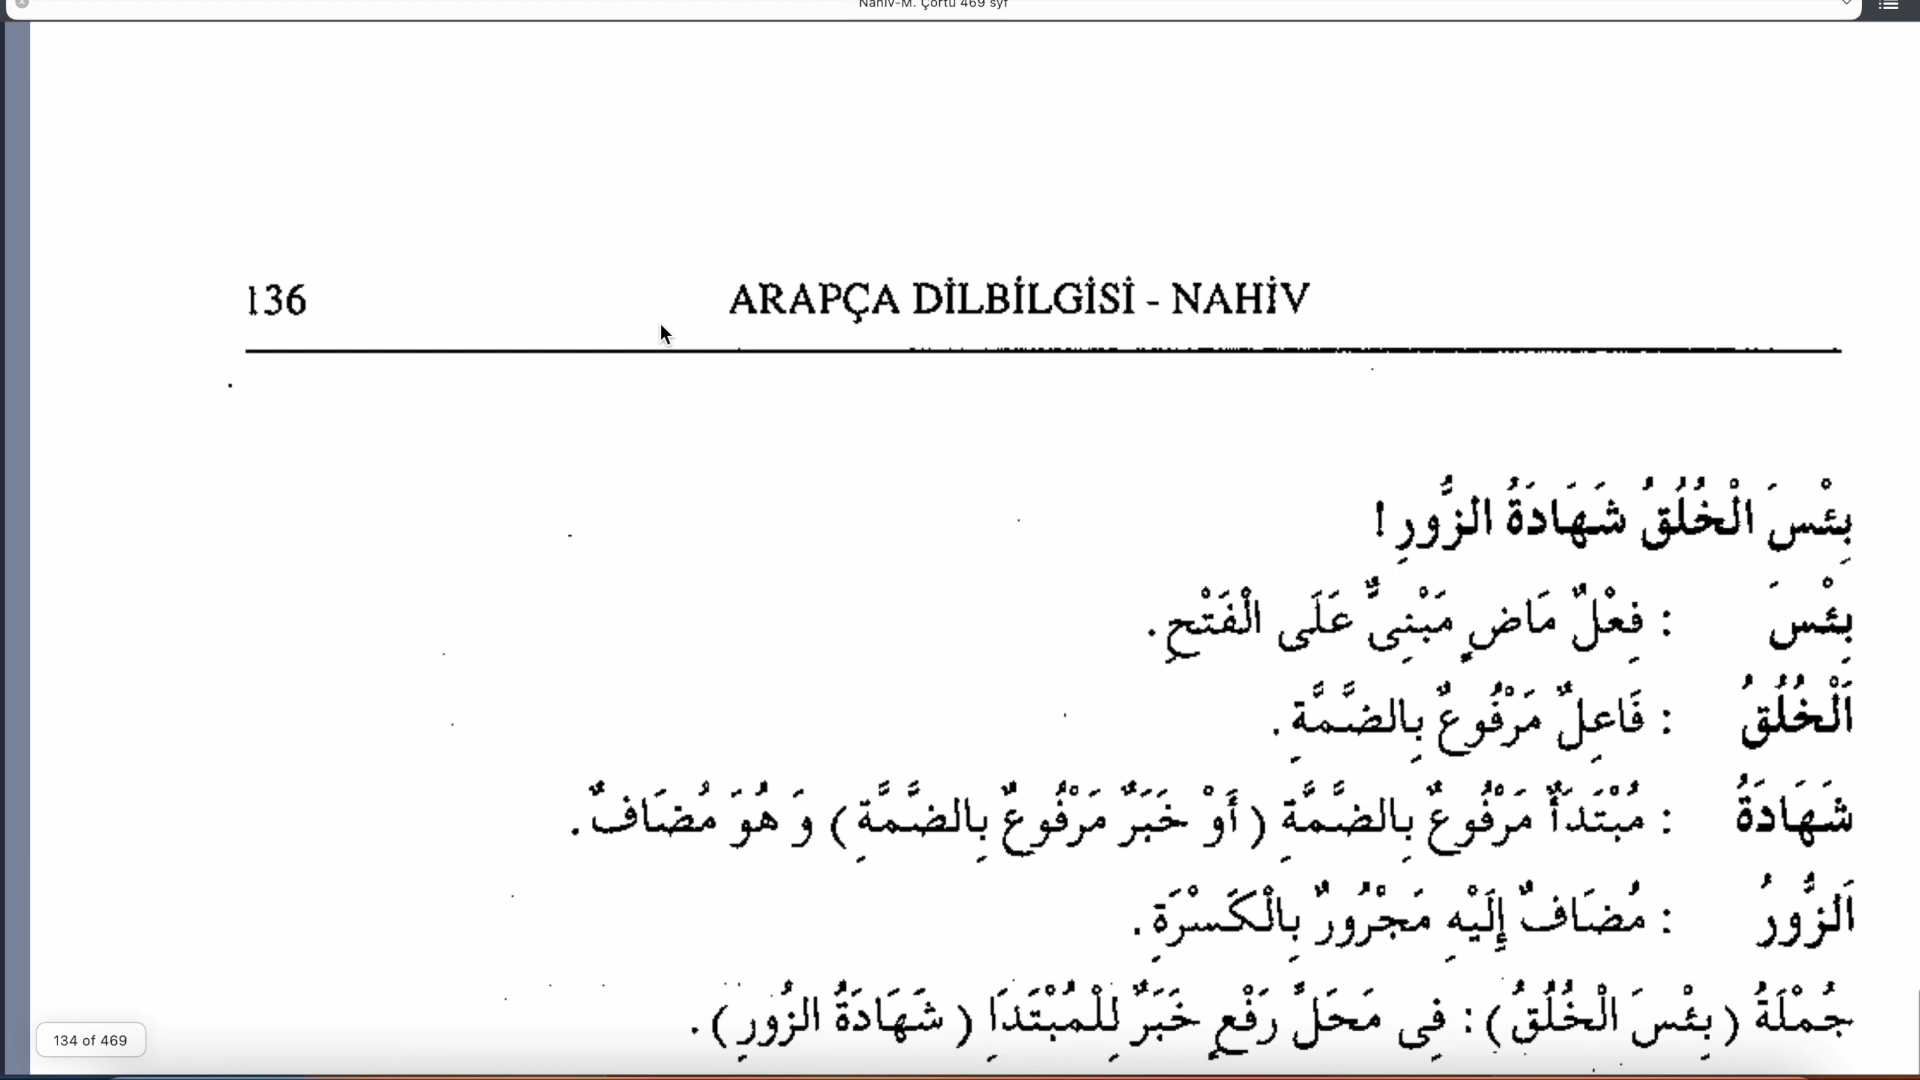 Nahiv-M. Çörtü 469 syf
136 ARAPÇA DİLBİLGİSİ - NAHİV
بِئْسَ الْخُلُقُ شَهَادَةُ الزُّورِ !
بِئْسَ : فِعْلٌ مَاضٍ مَبْنِىٌّ عَلَى الْفَتْحِ.
اَلْخُلُقُ : فَاعِلٌ مَرْفُوعٌ بِالضَّمَّةِ.
شَهَادَةُ : مُبْتَدَأٌ مَرْفُوعٌ بِالضَّمَّةِ ( أَوْ خَبَرٌ مَرْفُوعٌ بِالضَّمَّةِ ) وَ هُوَ مُضَافٌ.
اَلزُّورُ : مُضَافٌ إِلَيْهِ مَجْرُورٌ بِالْكَسْرَةِ.
جُمْلَةُ ( بِئْسَ الْخُلُقُ ) : فِى مَحَلِّ رَفْعٍ خَبَرٌ لِلْمُبْتَدَاِ ( شَهَادَةُ الزُّورِ ).
134 of 469